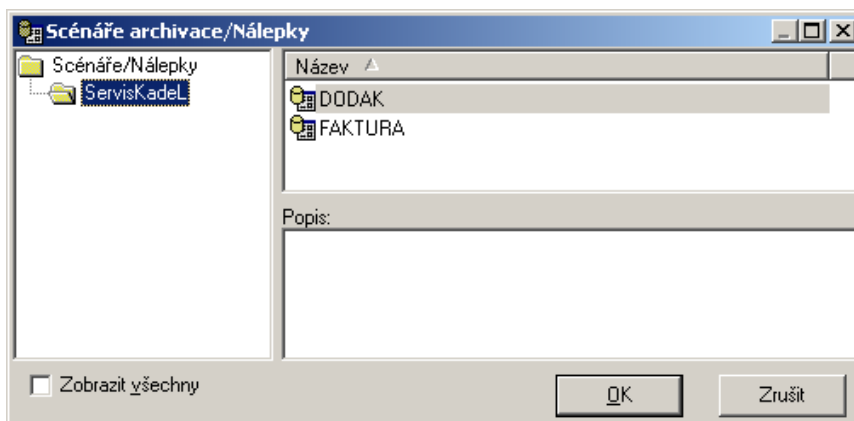 Scénáře archivace/Nálepky
Scénáře/Nálepky
ServisKadeL
Název
DODAK
FAKTURA
Popis:
Zobrazit všechny
OK
Zrušit